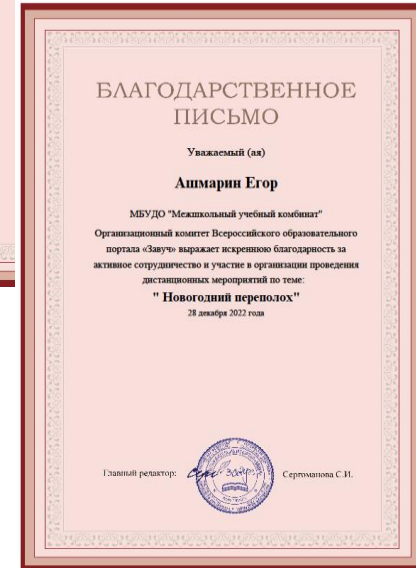 БЛАГОДАРСТВЕННОЕ
ПИСЬМО
Уважаемый (ая)
Ашмарин Егор
МБУДО "Межшкольный учебный комбинат"
Организационный комитет Всероссийского образовательного
портала «Завуч» выражает искреннюю благодарность за
активное сотрудничество и участие в организации проведения
дистанционных мероприятий по теме:
" Новогодний переполох"
28 декабря 2022 года
Главный редактор:
Сергоманова С.И.